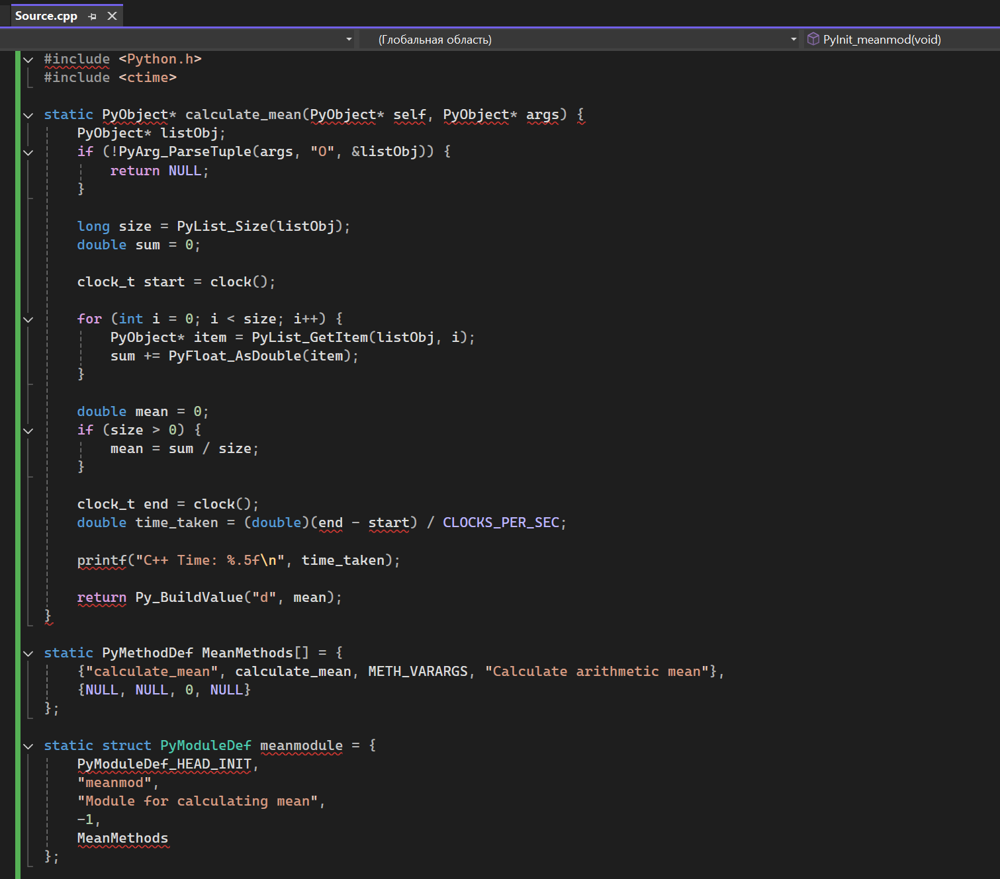 Source.cpp
(Глобальная область) PyInit_meanmod(void)
#include <Python.h>
#include <ctime>
static PyObject* calculate_mean(PyObject* self, PyObject* args) {
    PyObject* listObj;
    if (!PyArg_ParseTuple(args, "O", &listObj)) {
        return NULL;
    }
    long size = PyList_Size(listObj);
    double sum = 0;
    clock_t start = clock();
    for (int i = 0; i < size; i++) {
        PyObject* item = PyList_GetItem(listObj, i);
        sum += PyFloat_AsDouble(item);
    }
    double mean = 0;
    if (size > 0) {
        mean = sum / size;
    }
    clock_t end = clock();
    double time_taken = (double)(end - start) / CLOCKS_PER_SEC;
    printf("C++ Time: %.5f\n", time_taken);
    return Py_BuildValue("d", mean);
}
static PyMethodDef MeanMethods[] = {
    {"calculate_mean", calculate_mean, METH_VARARGS, "Calculate arithmetic mean"},
    {NULL, NULL, 0, NULL}
};
static struct PyModuleDef meanmodule = {
    PyModuleDef_HEAD_INIT,
    "meanmod",
    "Module for calculating mean",
    -1,
    MeanMethods
};